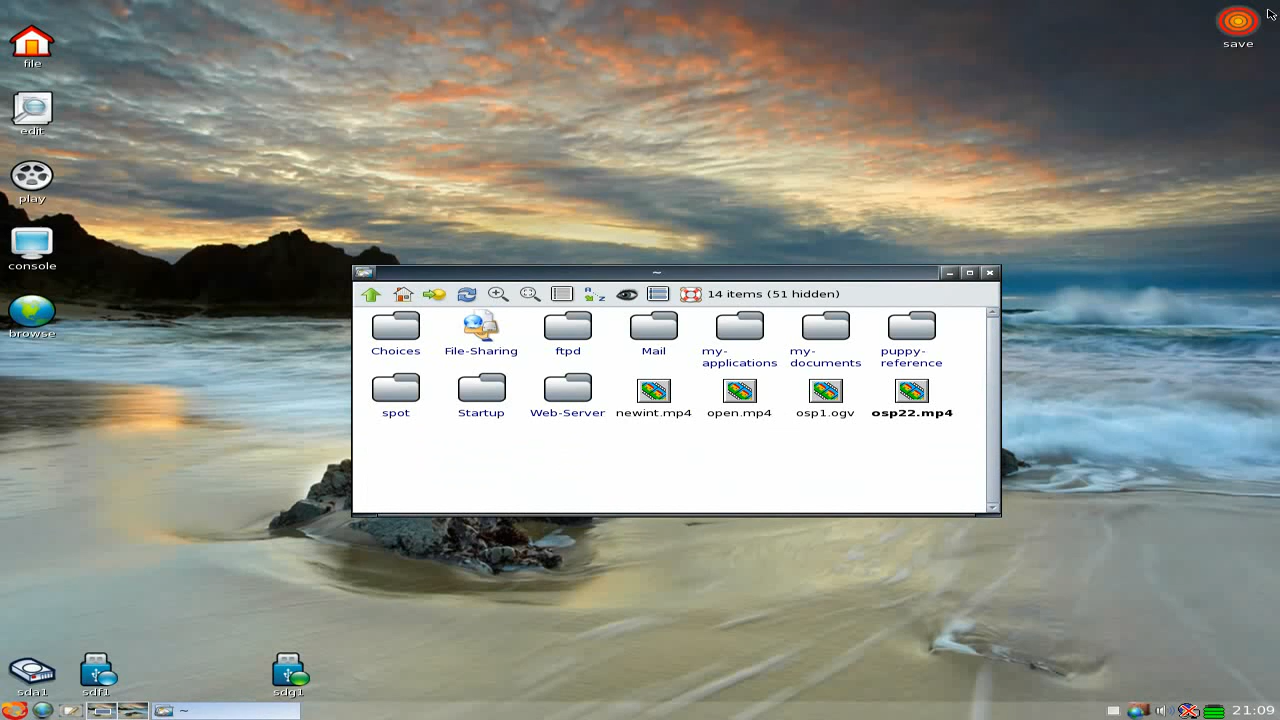 file
save
edit
play
console
browse
~
14 items (51 hidden)
Choices
File-Sharing
ftpd
Mail
my-
applications
my-
documents
puppy-
reference
spot
Startup
Web-Server
newint.mp4
open.mp4
osp1.ogv
osp22.mp4
sda1
sdf1
sdg1
~
21:09